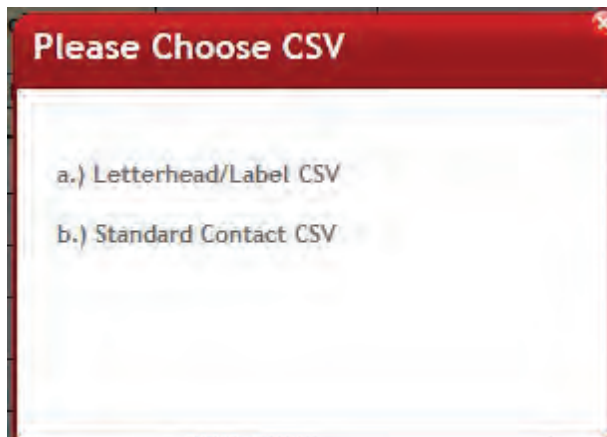 Please Choose CSV
a.) Letterhead/Label CSV
b.) Standard Contact CSV